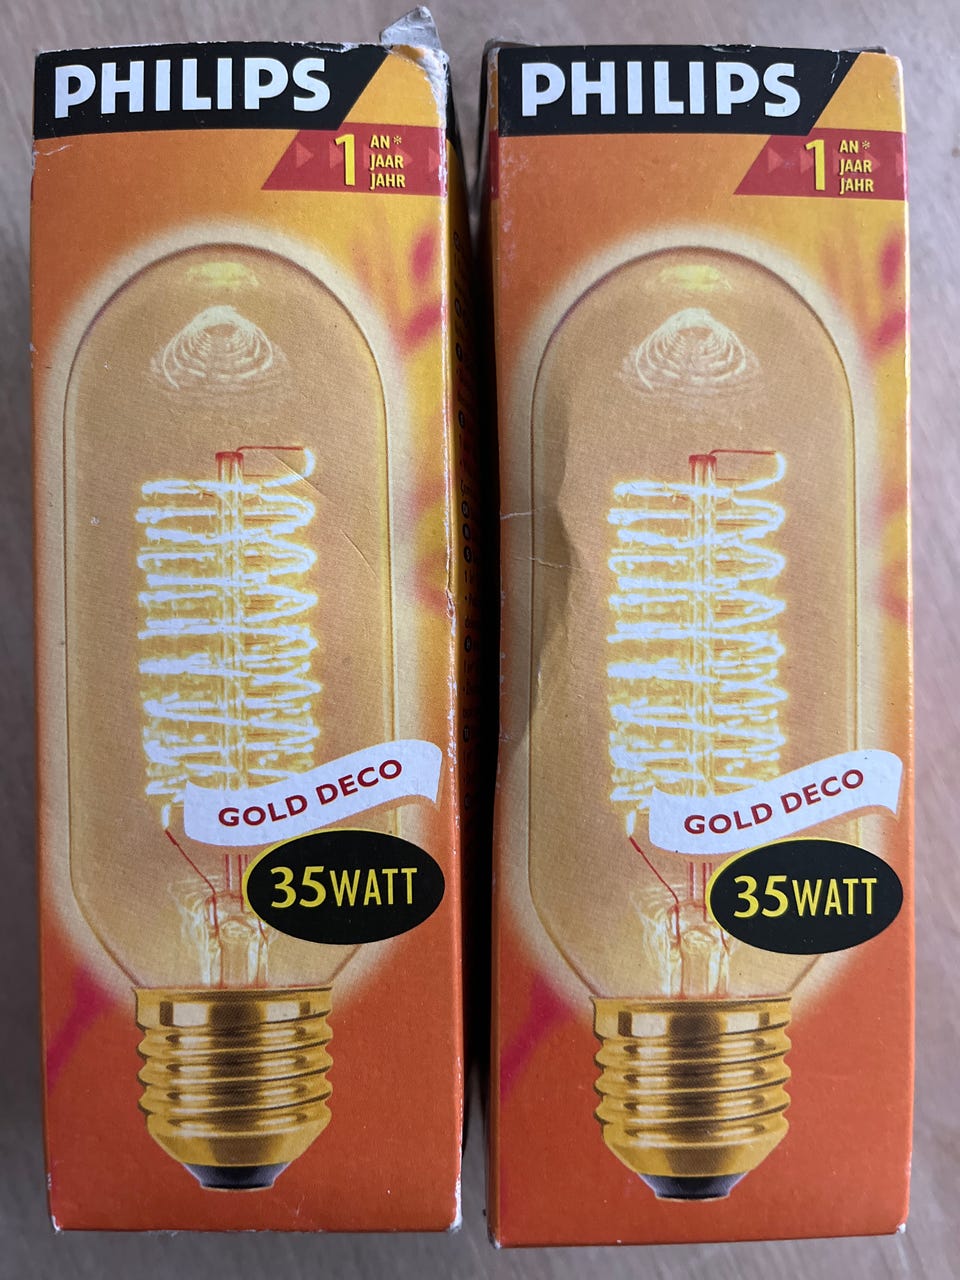 PHILIPS
1 AN*
JAAR
JAHR
GOLD DECO
35WATT
PHILIPS
1 AN*
JAAR
JAHR
GOLD DECO
35WATT